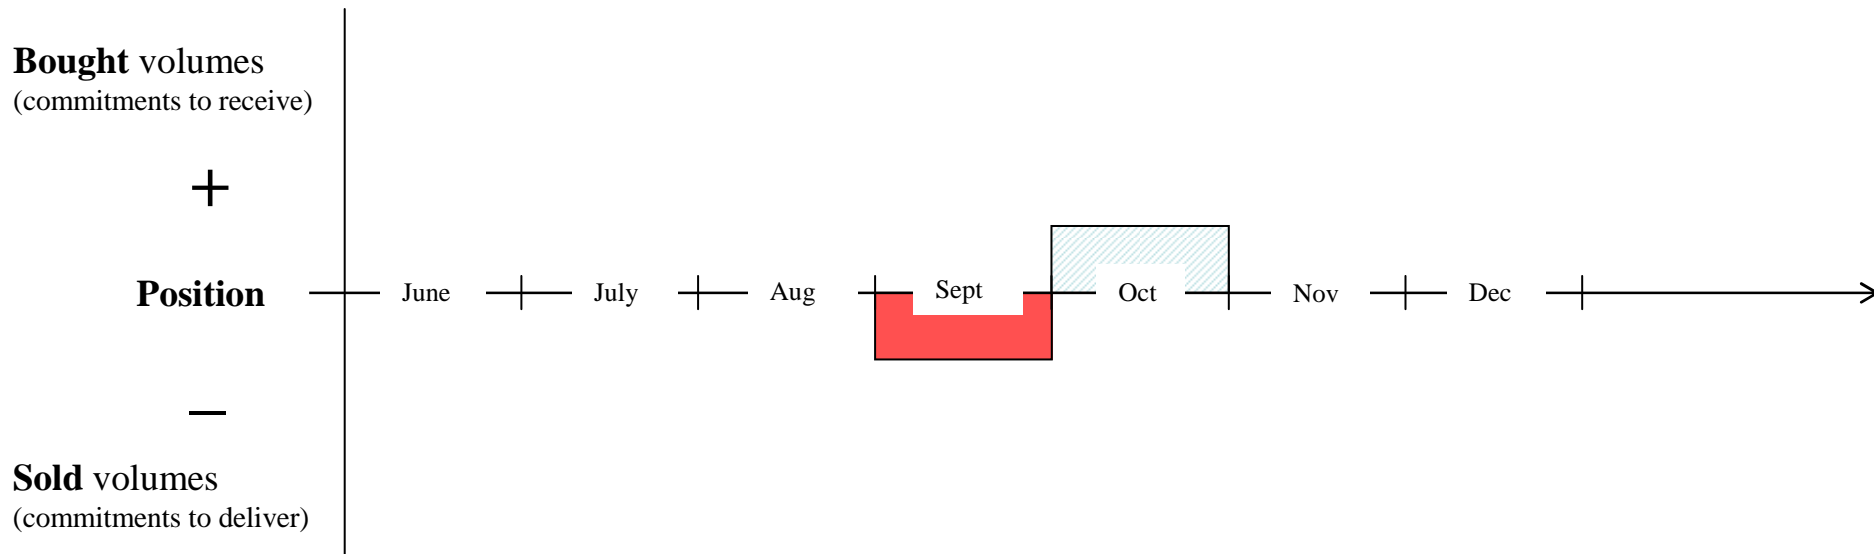 Bought volumes
(commitments to receive)
+
Position
June July Aug Sept Oct Nov Dec
–
Sold volumes
(commitments to deliver)